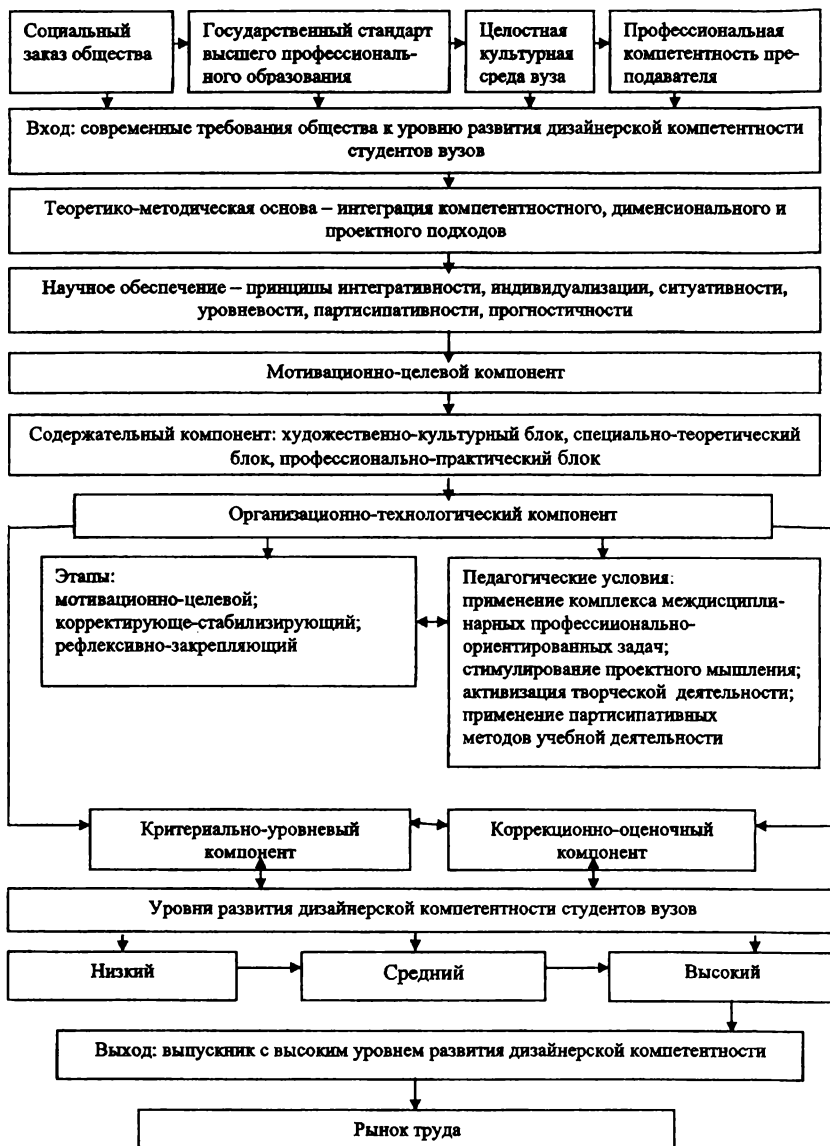 Социальный
заказ общества
Государственный стандарт
высшего профессиональ-
ного образования
Целостная
культурная
среда вуза
Профессиональная
компетентность пре-
подавателя
Вход: современные требования общества к уровню развития дизайнерской компетентности
студентов вузов
Теоретико-методическая основа – интеграция компетентностного, дименсионального и
проектного подходов
Научное обеспечение – принципы интегративности, индивидуализации, ситуативности,
уровневости, партисипативности, прогностичности
Мотивационно-целевой компонент
Содержательный компонент: художественно-культурный блок, специально-теоретический
блок, профессионально-практический блок
Организационно-технологический компонент
Этапы:
мотивационно-целевой;
корректирующе-стабилизирующий;
рефлексивно-закрепляющий
Педагогические условия:
применение комплекса междисципли-
нарных профессиионально-
ориентированных задач;
стимулирование проектного мышления;
активизация творческой деятельности;
применение партисипативных
методов учебной деятельности
Критериально-уровневый
компонент
Коррекционно-оценочный
компонент
Уровни развития дизайнерской компетентности студентов вузов
Низкий
Средний
Высокий
Выход: выпускник с высоким уровнем развития дизайнерской компетентности
Рынок труда